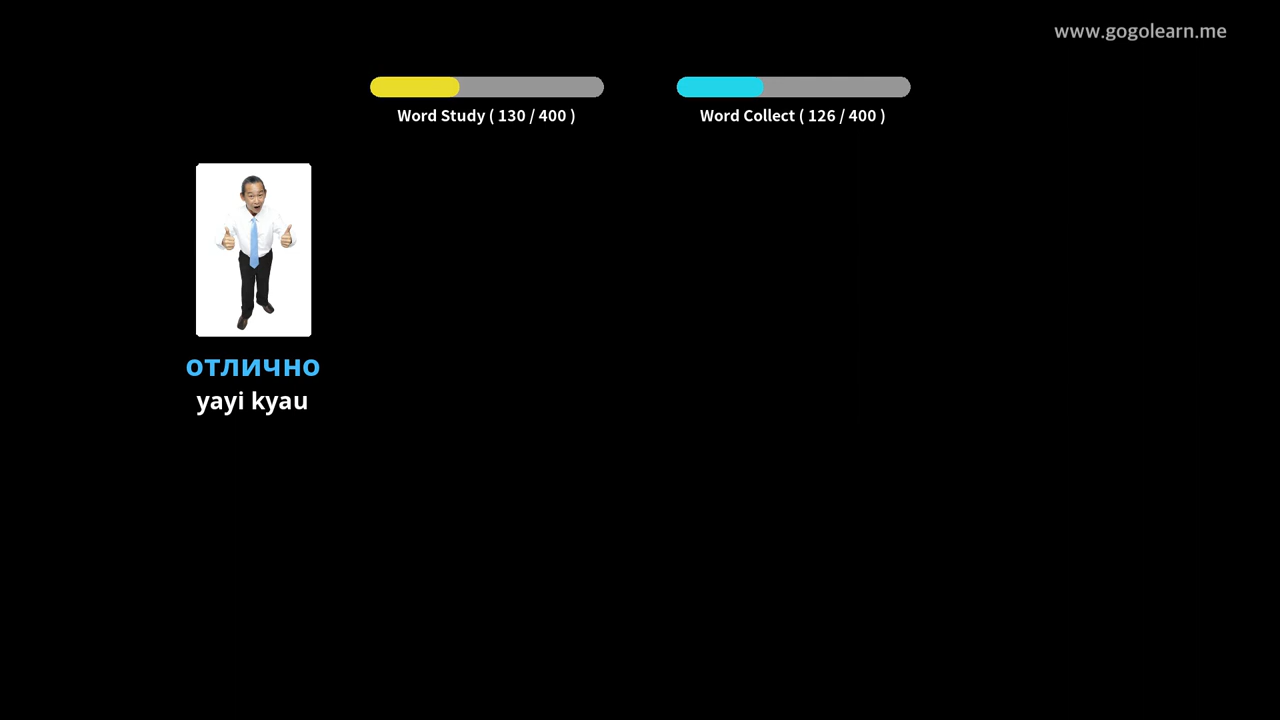 www.gogolearn.me
Word Study ( 130 / 400 )
Word Collect ( 126 / 400 )
отлично
yayi kyau